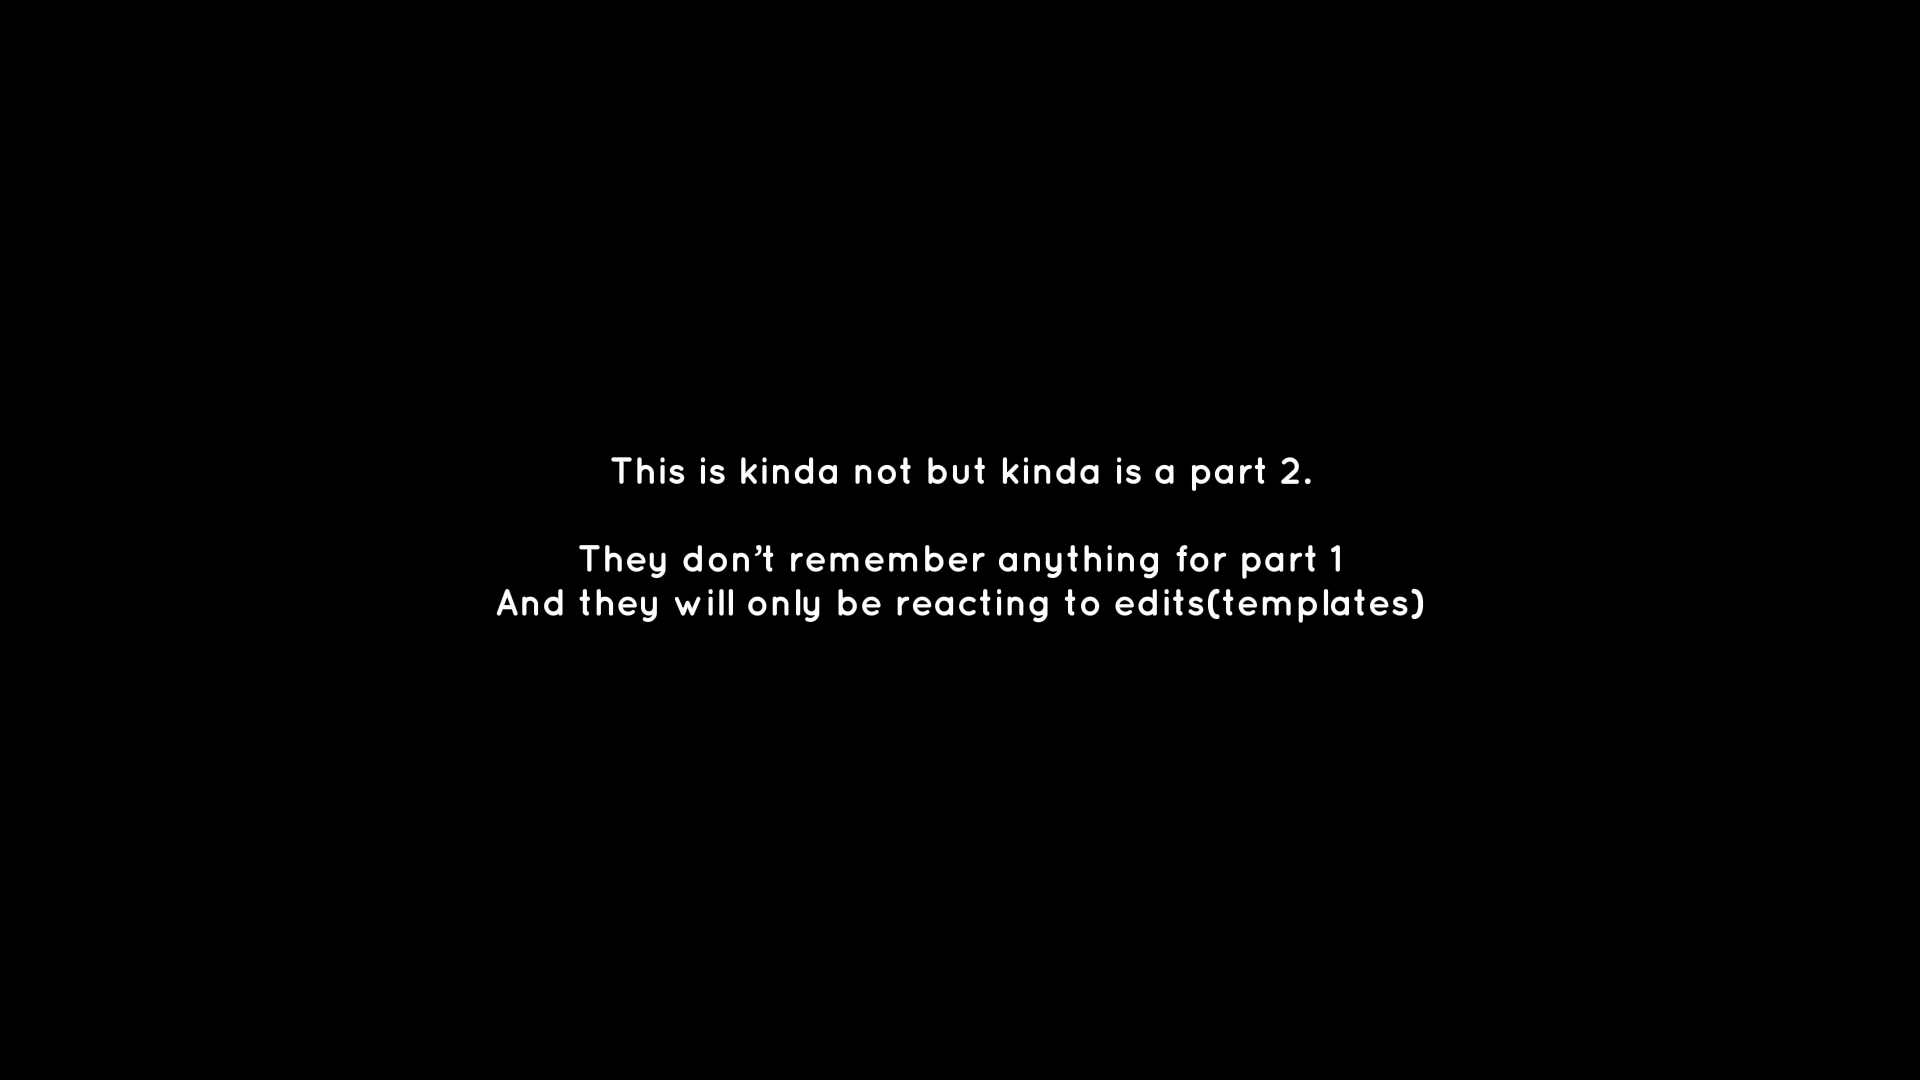 This is kinda not but kinda is a part 2.
They don't remember anything for part 1
And they will only be reacting to edits(templates)